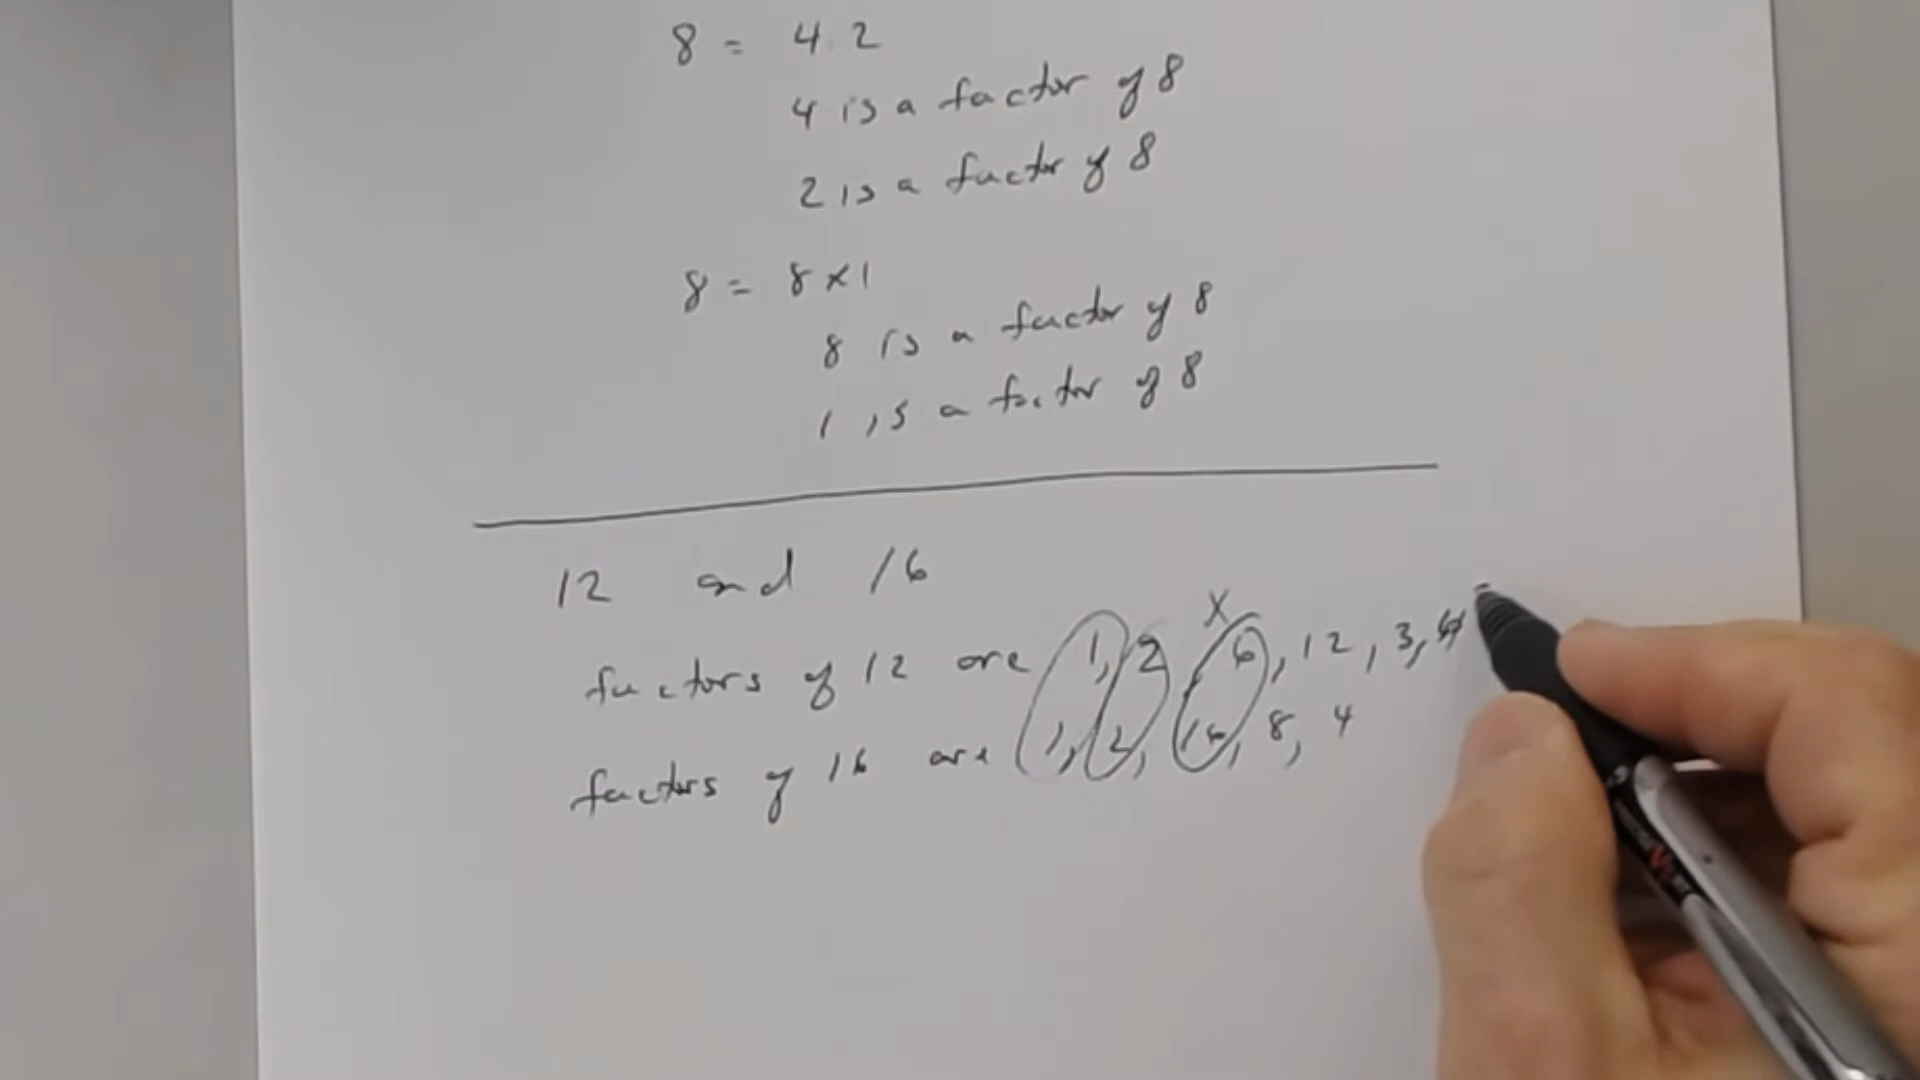 8 = 4.2
4 is a factor of 8
2 is a factor of 8
8 = 8 x 1
8 is a factor of 8
1 is a factor of 8
12 and 16
X
factors of 12 are 1, 2 6, 12, 3,
factors of 16 are 1, 2, 16, 8, 4